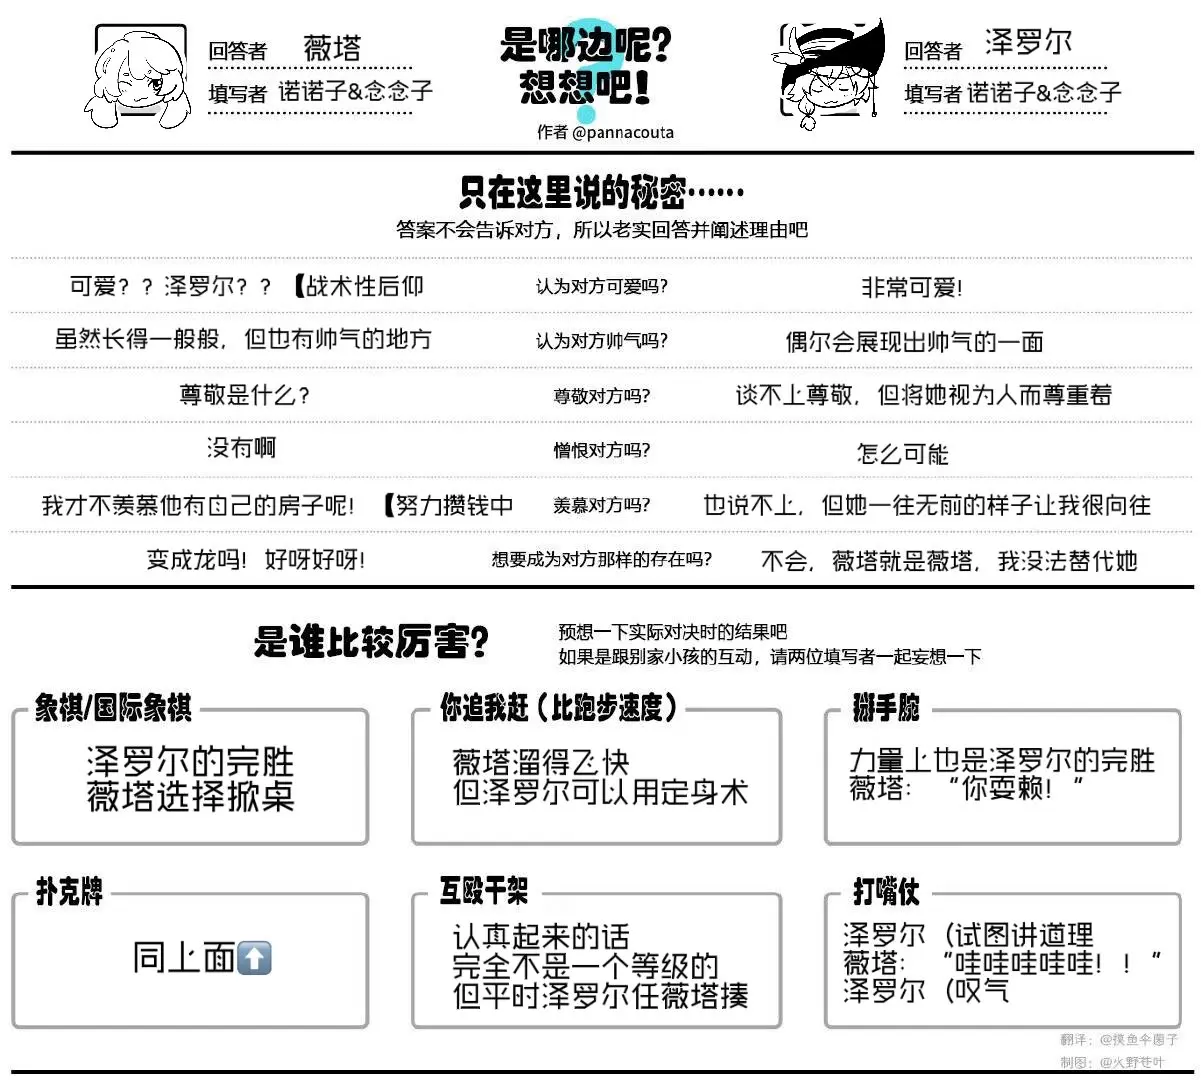 回答者 薇塔
填写者 诺诺子&念念子
是哪边呢?
想想吧!
作者 @pannacouta
回答者 泽罗尔
填写者 诺诺子&念念子
只在这里说的秘密……
答案不会告诉对方，所以老实回答并阐述理由吧
可爱？？泽罗尔？？【战术性后仰 认为对方可爱吗? 非常可爱!
虽然长得一般般，但也有帅气的地方 认为对方帅气吗? 偶尔会展现出帅气的一面
尊敬是什么？ 尊敬对方吗? 谈不上尊敬，但将她视为人而尊重着
没有啊 憎恨对方吗? 怎么可能
我才不羡慕他有自己的房子呢！【努力攒钱中 羡慕对方吗? 也说不上，但她一往无前的样子让我很向往
变成龙吗！好呀好呀！ 想要成为对方那样的存在吗? 不会，薇塔就是薇塔，我没法替代她
是谁比较厉害?
预想一下实际对决时的结果吧
如果是跟别家小孩的互动，请两位填写者一起妄想一下
象棋/国际象棋
泽罗尔的完胜
薇塔选择掀桌
你追我赶（比跑步速度）
薇塔溜得飞快
但泽罗尔可以用定身术
掰手腕
力量上也是泽罗尔的完胜
薇塔：“你耍赖！“
扑克牌
同上面⬆️
互殴干架
认真起来的话
完全不是一个等级的
但平时泽罗尔任薇塔揍
打嘴仗
泽罗尔（试图讲道理
薇塔：“哇哇哇哇哇！！“
泽罗尔（叹气
翻译：@摸鱼伞菌子
制图：@火野苍叶